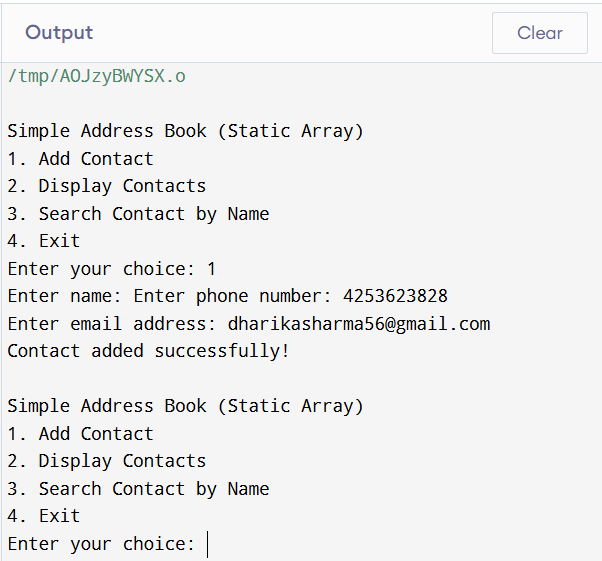 Output
Clear
/tmp/AOJzyBWYSX.o
Simple Address Book (Static Array)
1. Add Contact
2. Display Contacts
3. Search Contact by Name
4. Exit
Enter your choice: 1
Enter name: Enter phone number: 4253623828
Enter email address: dharikasharma56@gmail.com
Contact added successfully!
Simple Address Book (Static Array)
1. Add Contact
2. Display Contacts
3. Search Contact by Name
4. Exit
Enter your choice: